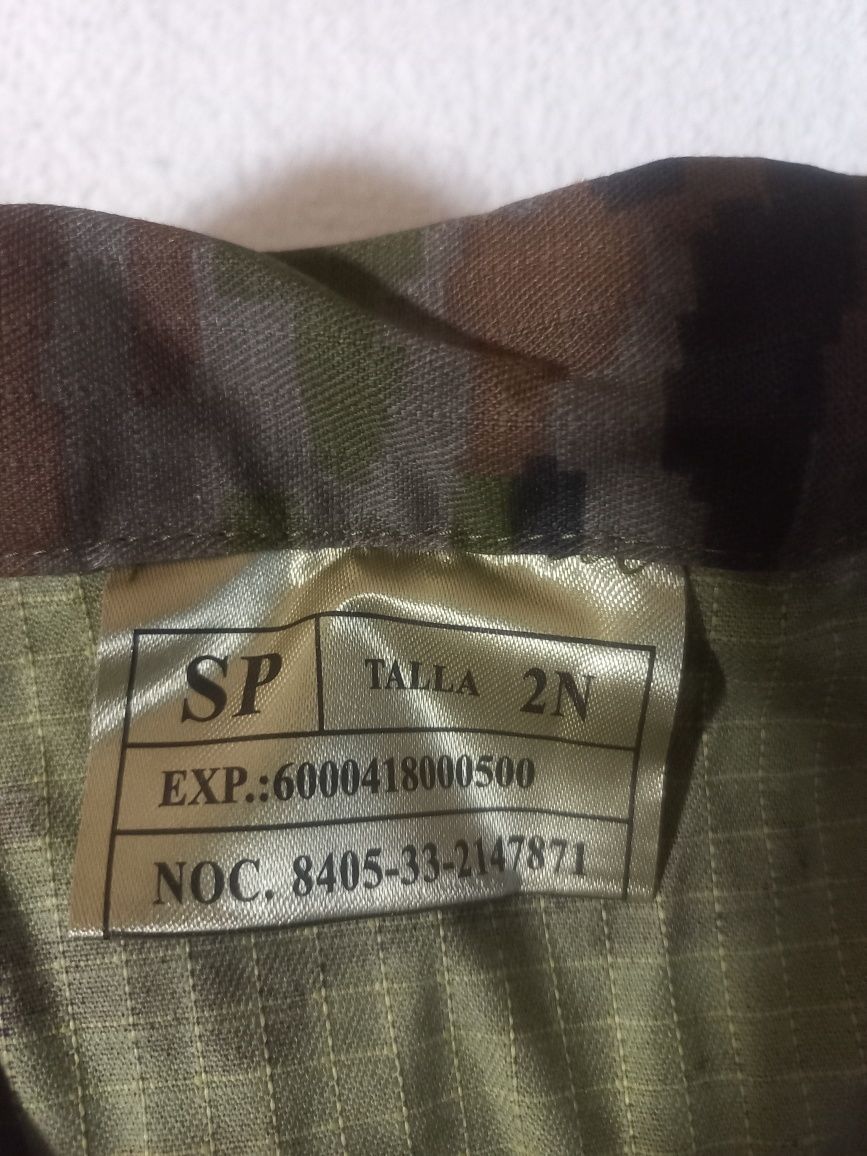 SP TALLA 2N
EXP.:6000418000500
NOC. 8405-33-2147871